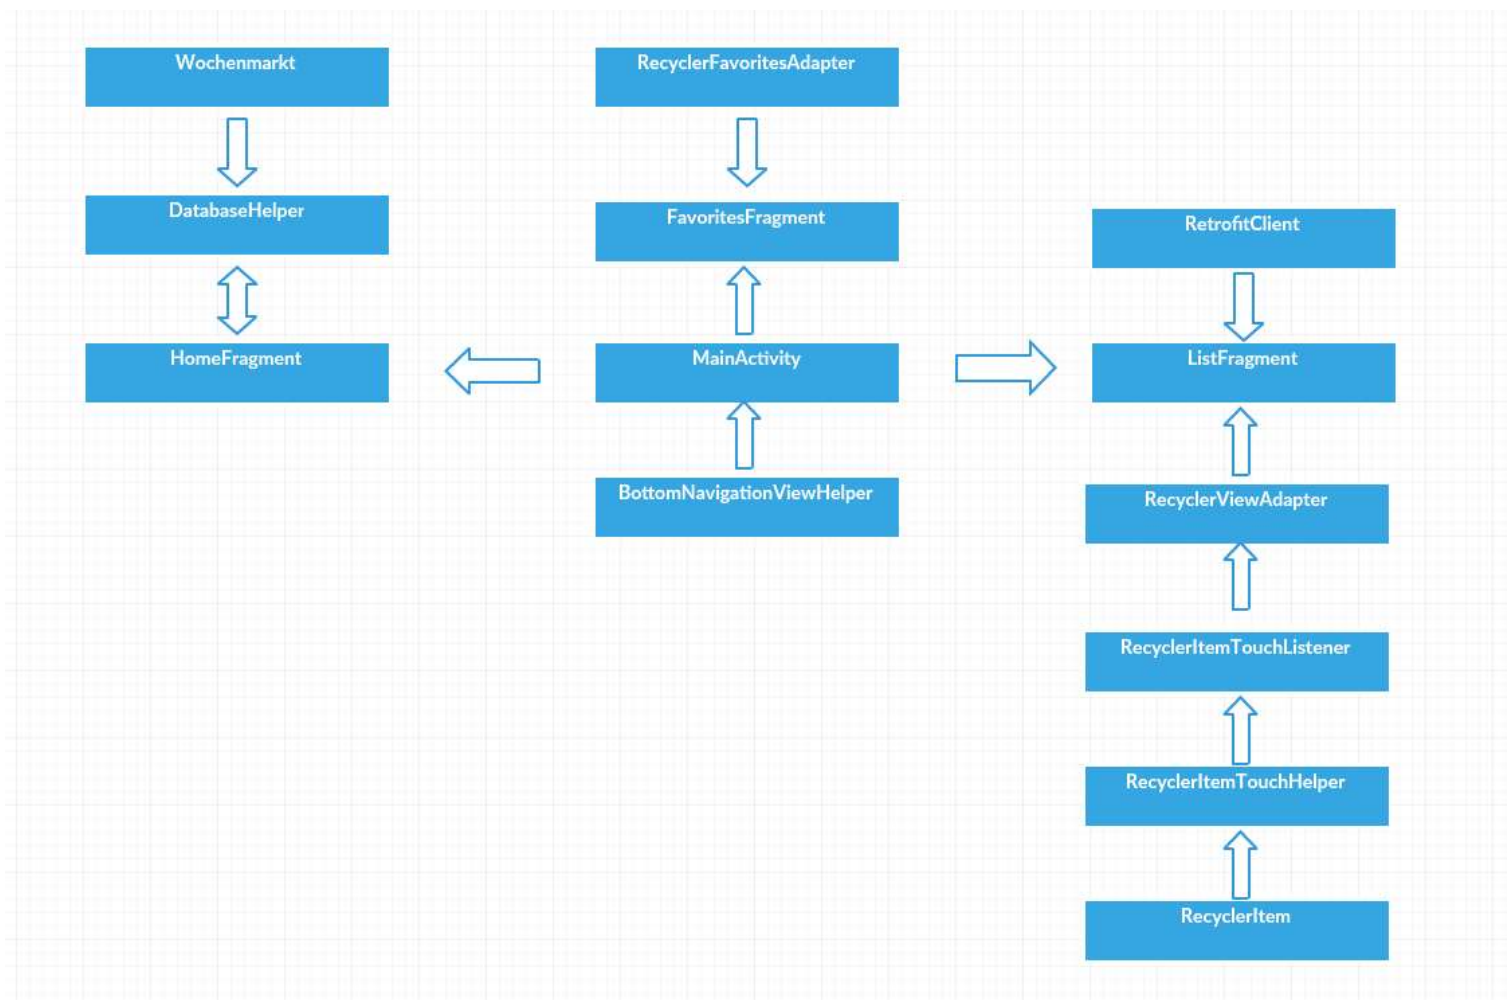 Wochenmarkt
RecyclerFavoritesAdapter
DatabaseHelper
FavoritesFragment
RetrofitClient
HomeFragment
MainActivity
ListFragment
BottomNavigationViewHelper
RecyclerViewAdapter
RecyclerItemTouchListener
RecyclerItemTouchHelper
RecyclerItem